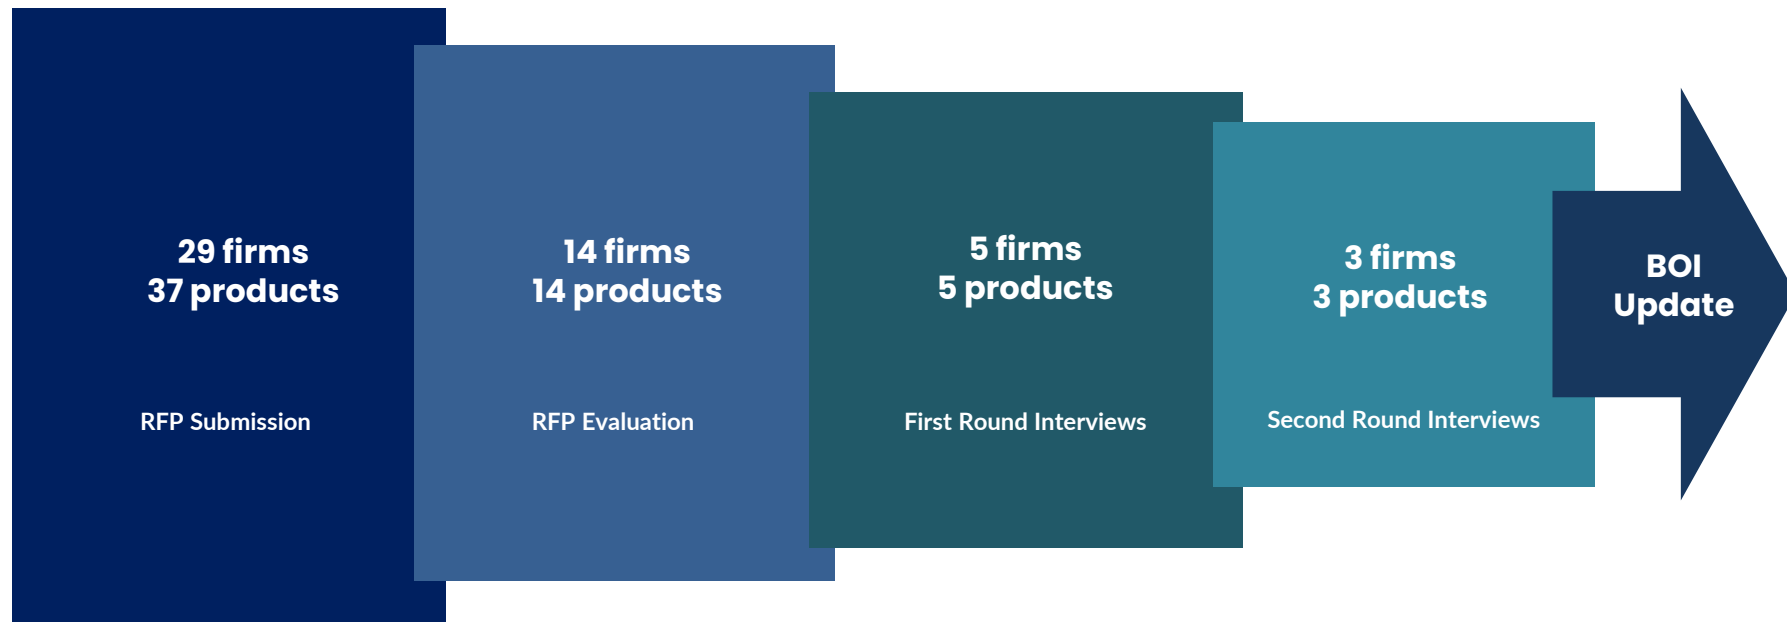 29 firms
37 products
RFP Submission
14 firms
14 products
RFP Evaluation
5 firms
5 products
First Round Interviews
3 firms
3 products
Second Round Interviews
BOI
Update